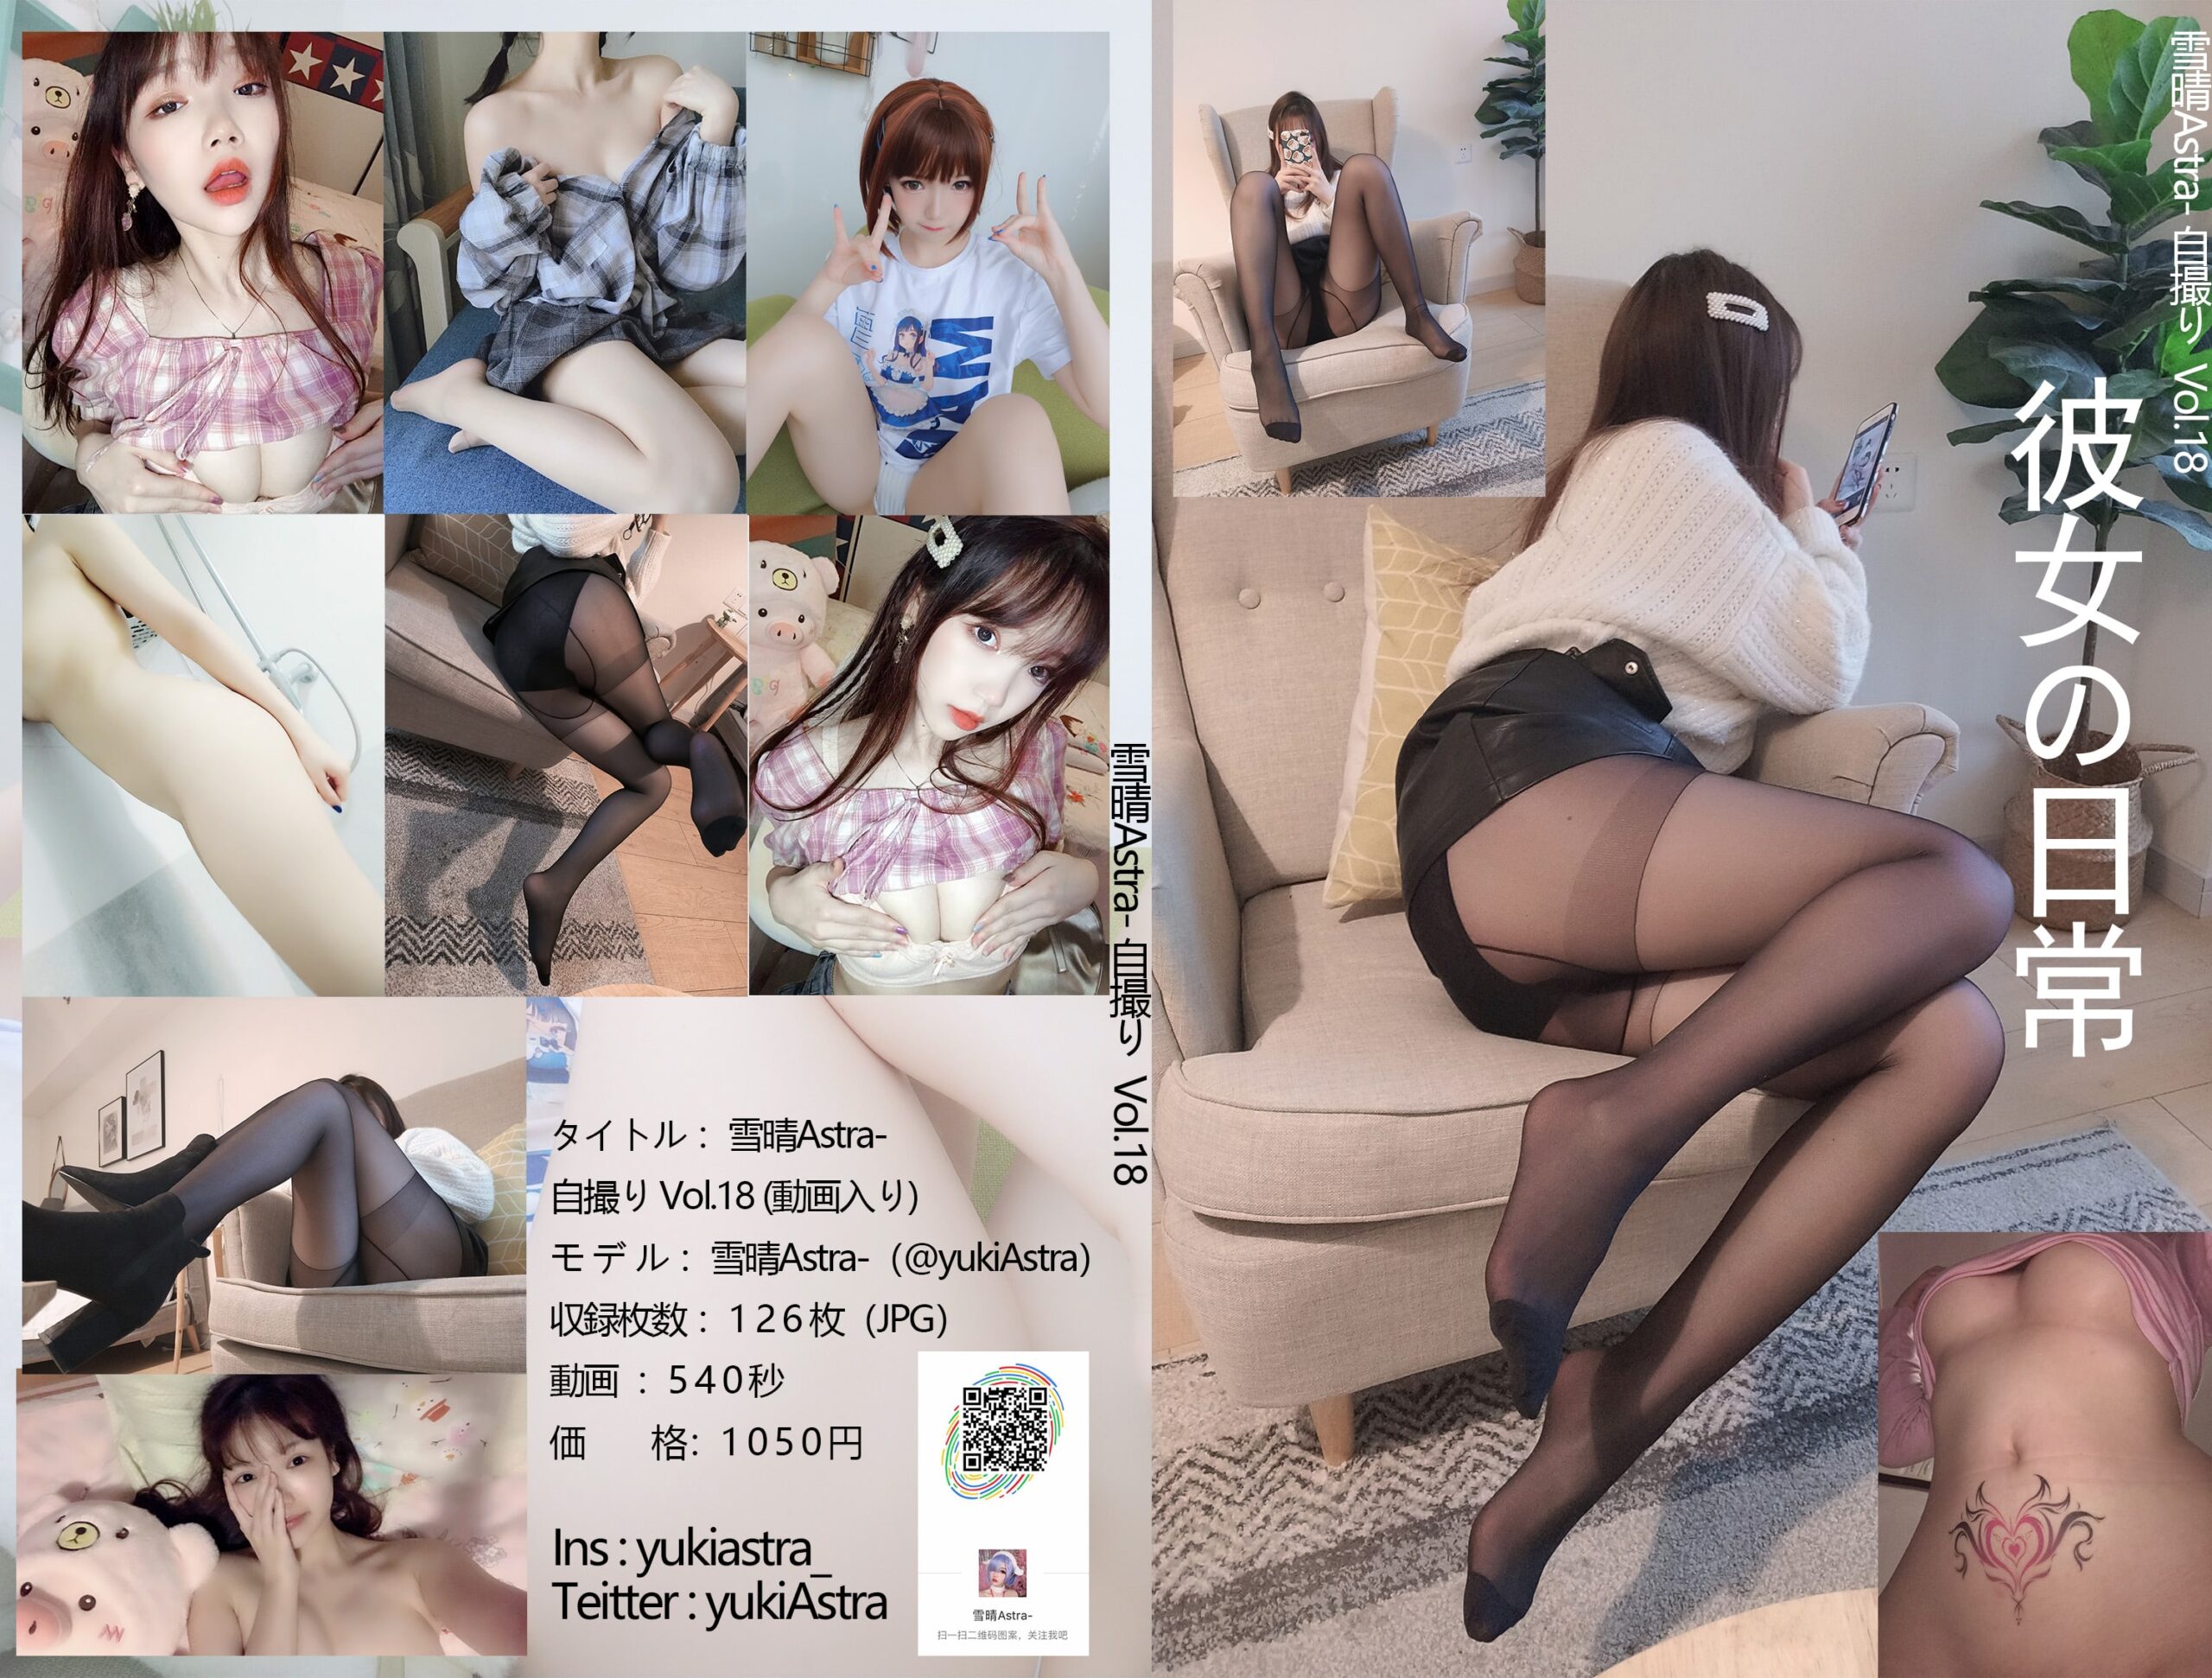 タイトル： 雪晴Astra-
自撮り Vol.18 (動画入り)
モデル： 雪晴Astra-（@yukiAstra）
収録枚数： 126枚（JPG）
動画 ： 540秒
価　格: 1050円
Ins : yukiastra_
Teitter : yukiAstra
雪晴Astra-
扫一扫二维码图案，关注我吧
雪晴Astra- 自撮り Vol.18
彼女の日常
雪晴Astra- 自撮り Vol.18